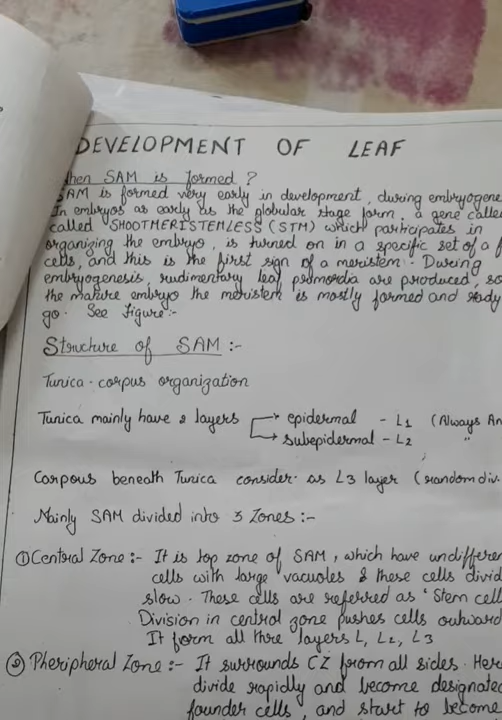 DEVELOPMENT OF LEAF
hen SAM is formed ?
SAM is formed very early in development, during embryogene
In embryos as early as the globular stage form, a gene calle
called SHOOTMERISTEMLESS (STM) which participates in
organizing the embryo, is turned on in a specific set of a f
cells, and this is the first sign of a meristem. During
embryogenesis, rudimentary leaf primordia are produced, so
the mature embryo the meristem is mostly formed and ready
go. See Figure:-
Structure of SAM :-
Tunica-corpus organization
Tunica mainly have 2 layers → epidermal - L1 (Always An
→ subepidermal - L2 "
Corpous beneath Tunica consider as L3 layer (random div.
Mainly SAM divided into 3 Zones :-
① Central Zone :- It is top zone of SAM, which have undifferen
cells with large vacuoles & these cells divid
slow. These cells are referred as 'Stem cell
Division in central zone pushes cells outward
It form all thre layers L, L2, L3
② Pheripheral Zone :- It surrounds CZ from all sides. Here
divide rapidly and become designated
founder cells, and start to become